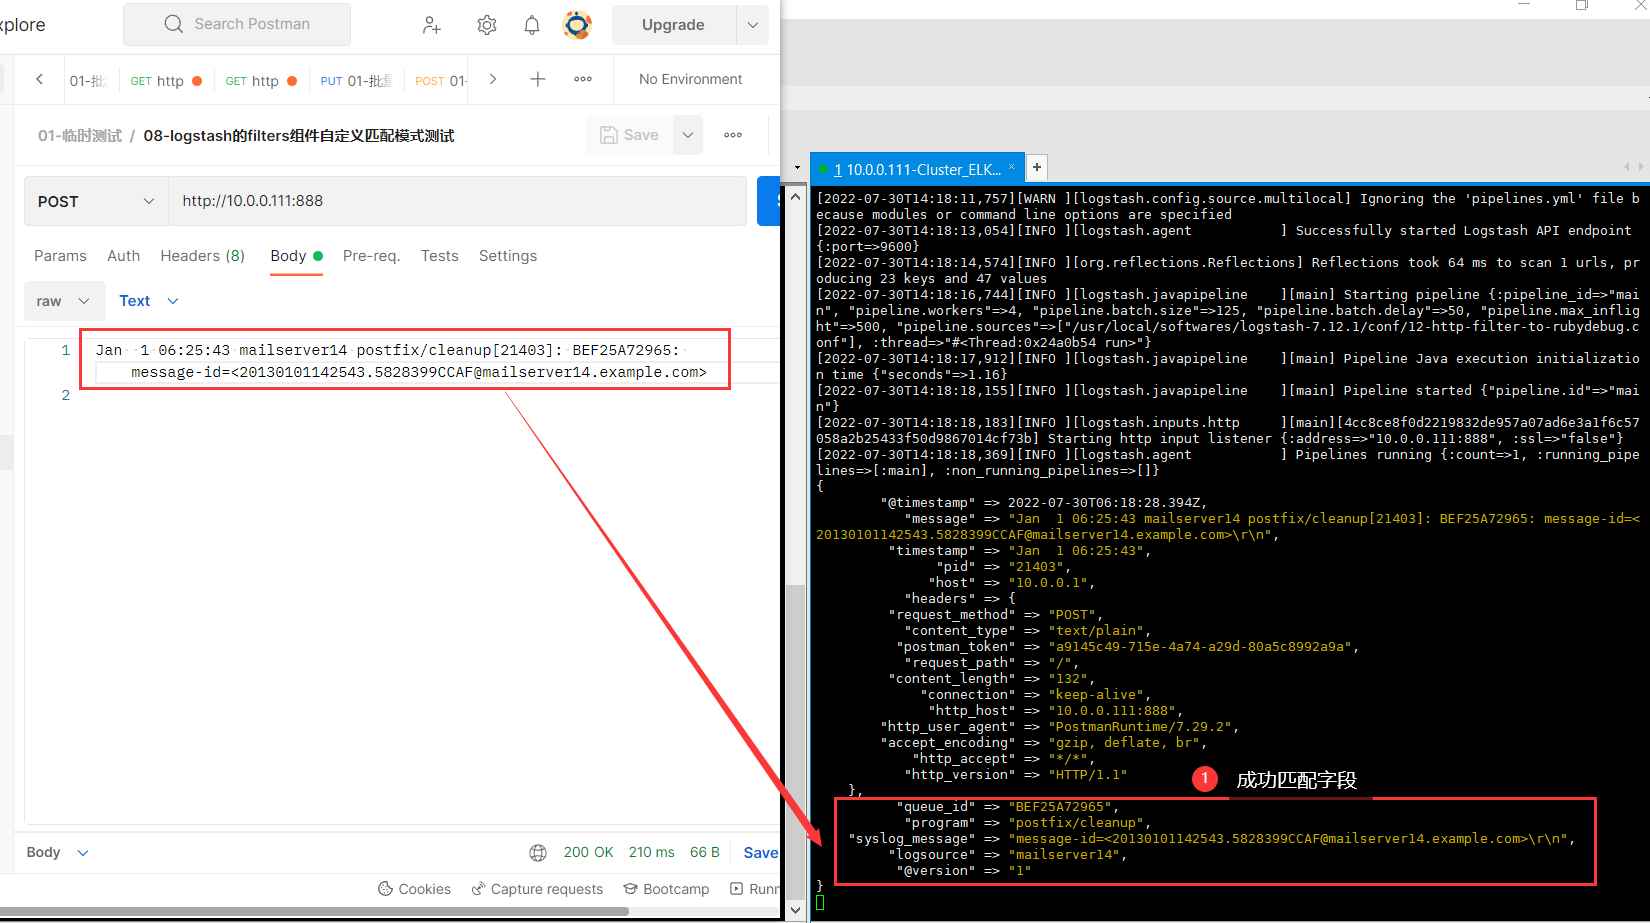 xplore
Search Postman
Upgrade
01-批
GET http
GET http
PUT 01-批量
POST 01-
No Environment
01-临时测试 / 08-logstash的filters组件自定义匹配模式测试
Save
POST
http://10.0.0.111:888
Params
Auth
Headers (8)
Body
Pre-req.
Tests
Settings
raw
Text
1
Jan  1 06:25:43 mailserver14 postfix/cleanup[21403]: BEF25A72965:
message-id=<20130101142543.5828399CCAF@mailserver14.example.com>
2
Body
200 OK
210 ms
66 B
Save
Cookies
Capture requests
Bootcamp
Runn
1 10.0.0.111-Cluster_ELK...
[2022-07-30T14:18:11,757][WARN ][logstash.config.source.multilocal] Ignoring the 'pipelines.yml' file b
ecause modules or command line options are specified
[2022-07-30T14:18:13,054][INFO ][logstash.agent           ] Successfully started Logstash API endpoint
{:port=>9600}
[2022-07-30T14:18:14,574][INFO ][org.reflections.Reflections] Reflections took 64 ms to scan 1 urls, pr
oducing 23 keys and 47 values
[2022-07-30T14:18:16,744][INFO ][logstash.javapipeline    ][main] Starting pipeline {:pipeline_id=>"mai
n", "pipeline.workers"=>4, "pipeline.batch.size"=>125, "pipeline.batch.delay"=>50, "pipeline.max_inflig
ht"=>500, "pipeline.sources"=>["/usr/local/softwares/logstash-7.12.1/conf/12-http-filter-to-rubydebug.c
onf"], :thread=>"#<Thread:0x24a0b54 run>"}
[2022-07-30T14:18:17,912][INFO ][logstash.javapipeline    ][main] Pipeline Java execution initializatio
n time {"seconds"=>1.16}
[2022-07-30T14:18:18,155][INFO ][logstash.javapipeline    ][main] Pipeline started {"pipeline.id"=>"mai
n"}
[2022-07-30T14:18:18,183][INFO ][logstash.inputs.http     ][main][4cc8ce8f0d2219832de957a07ad6e3a1f6c57
058a2b25433f50d9867014cf73b] Starting http input listener {:address=>"10.0.0.111:888", :ssl=>"false"}
[2022-07-30T14:18:18,369][INFO ][logstash.agent           ] Pipelines running {:count=>1, :running_pipe
lines=>[:main], :non_running_pipelines=>[]}
{
"@timestamp" => 2022-07-30T06:18:28.394Z,
"message" => "Jan  1 06:25:43 mailserver14 postfix/cleanup[21403]: BEF25A72965: message-id=<
20130101142543.5828399CCAF@mailserver14.example.com>\r\n",
"timestamp" => "Jan  1 06:25:43",
"pid" => "21403",
"host" => "10.0.0.1",
"headers" => {
"request_method" => "POST",
"content_type" => "text/plain",
"postman_token" => "a9145c49-715e-4a74-a29d-80a5c8992a9a",
"request_path" => "/",
"content_length" => "132",
"connection" => "keep-alive",
"http_host" => "10.0.0.111:888",
"http_user_agent" => "PostmanRuntime/7.29.2",
"accept_encoding" => "gzip, deflate, br",
"http_accept" => "*/*",
"http_version" => "HTTP/1.1"
},
1 成功匹配字段
"queue_id" => "BEF25A72965",
"program" => "postfix/cleanup",
"syslog_message" => "message-id=<20130101142543.5828399CCAF@mailserver14.example.com>\r\n",
"logsource" => "mailserver14",
"@version" => "1"
}